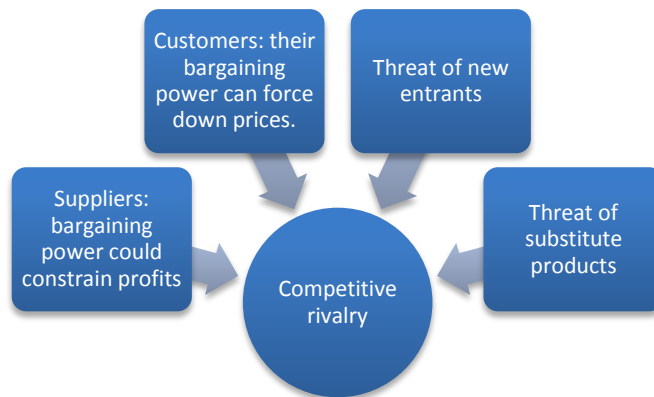 Customers: their
bargaining
power can force
down prices.
Threat of new
entrants
Suppliers:
bargaining
power could
constrain profits
Threat of
substitute
products
Competitive
rivalry